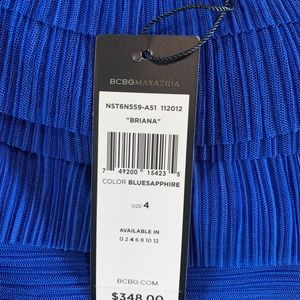 BCBGMAXAZRIA
NST6N559-A51 112012
"BRIANA"
7 49200 15423 5
COLOR BLUESAPPHIRE
SIZE 4
AVAILABLE IN
0 2 4 6 8 10 12
BCBG.COM
$348.00